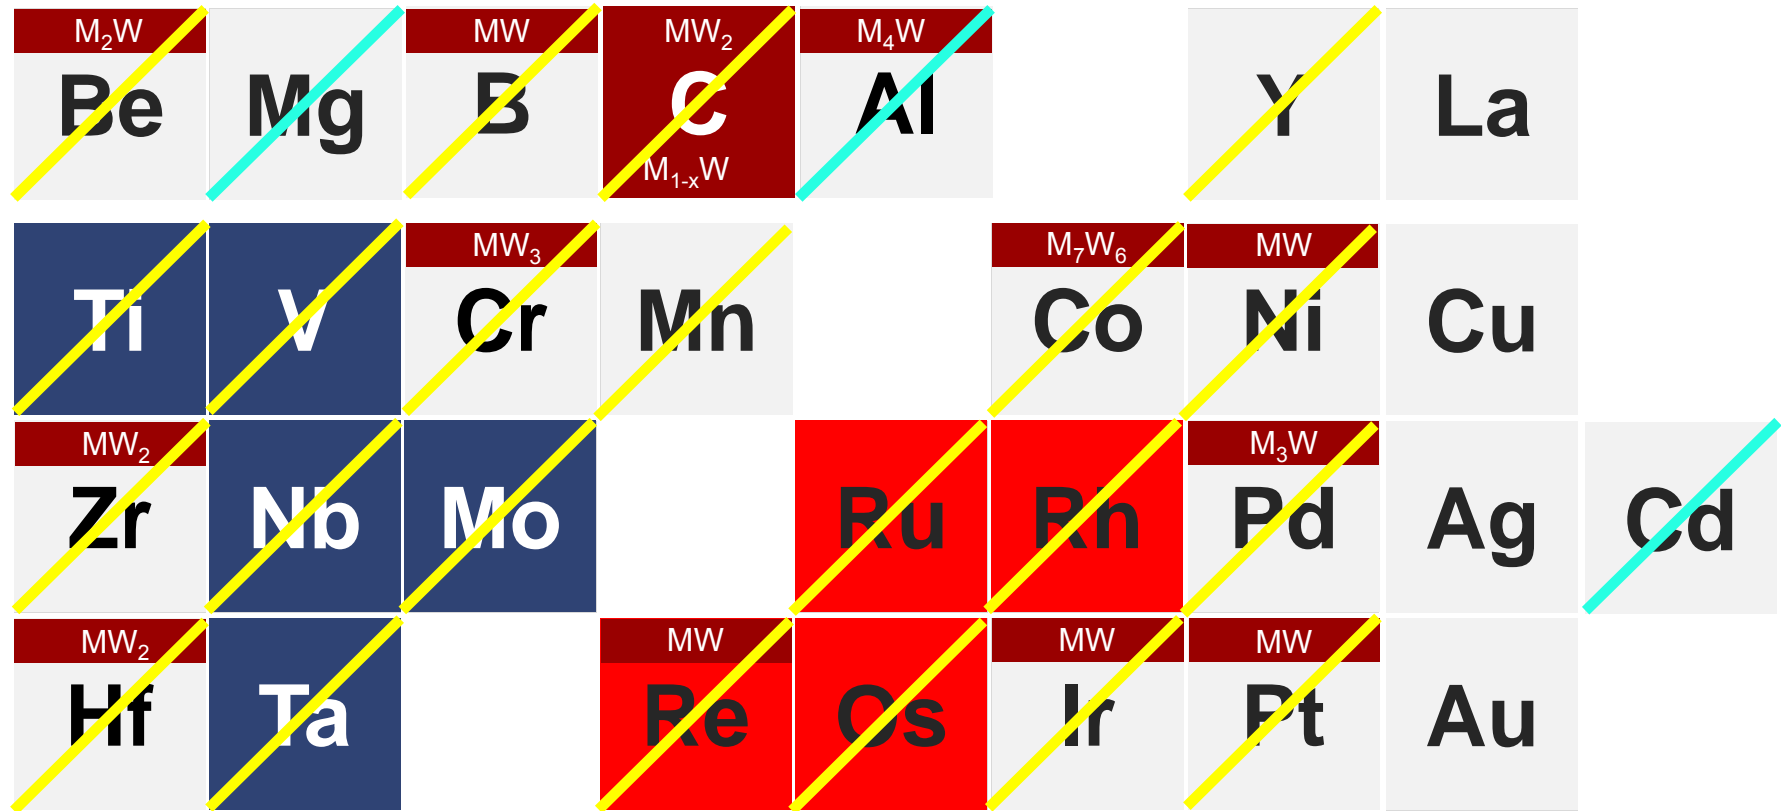 M₂W MW MW₂ M₄W
Be Mg B C Al Y La
M₁₋ₓW
MW₃ M₇W₆ MW
Ti V Cr Mn Co Ni Cu
MW₂ M₃W
Zr Nb Mo Ru Rh Pd Ag Cd
MW₂ MW MW MW
Hf Ta Re Os Ir Pt Au